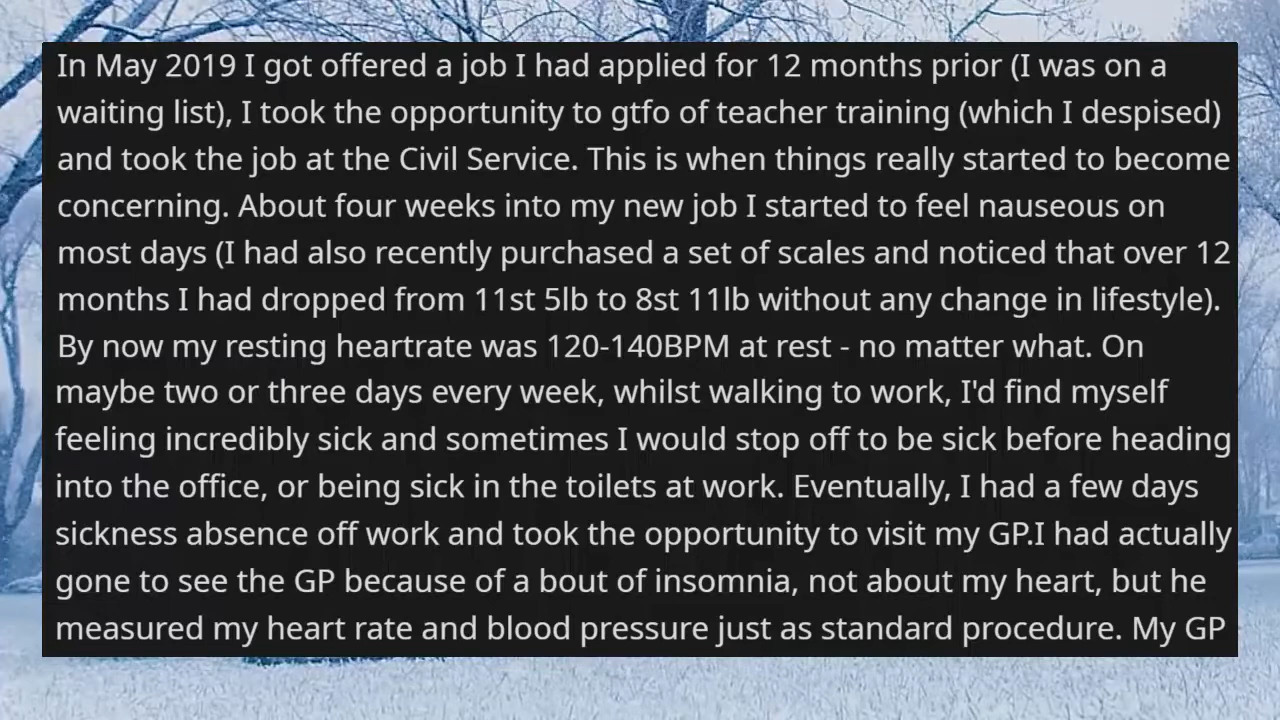 In May 2019 I got offered a job I had applied for 12 months prior (I was on a
waiting list), I took the opportunity to gtfo of teacher training (which I despised)
and took the job at the Civil Service. This is when things really started to become
concerning. About four weeks into my new job I started to feel nauseous on
most days (I had also recently purchased a set of scales and noticed that over 12
months I had dropped from 11st 5lb to 8st 11lb without any change in lifestyle).
By now my resting heartrate was 120-140BPM at rest - no matter what. On
maybe two or three days every week, whilst walking to work, I'd find myself
feeling incredibly sick and sometimes I would stop off to be sick before heading
into the office, or being sick in the toilets at work. Eventually, I had a few days
sickness absence off work and took the opportunity to visit my GP.I had actually
gone to see the GP because of a bout of insomnia, not about my heart, but he
measured my heart rate and blood pressure just as standard procedure. My GP